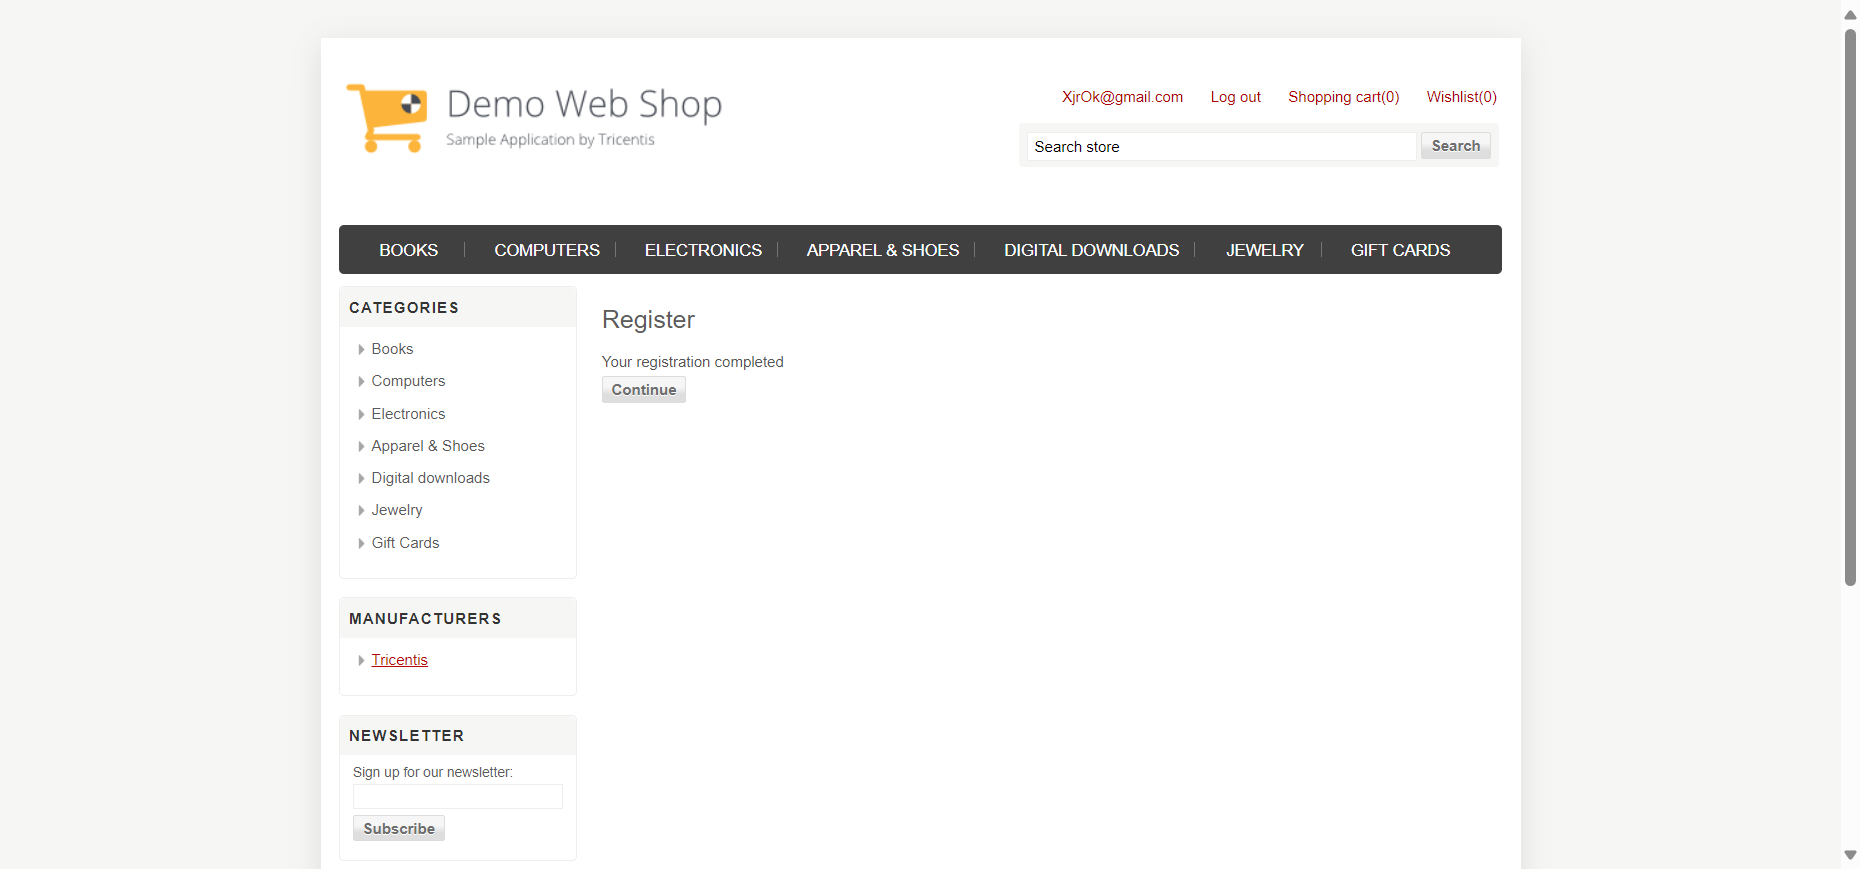 Demo Web Shop
Sample Application by Tricentis
XjrOk@gmail.com Log out Shopping cart(0) Wishlist(0)
Search store Search
BOOKS COMPUTERS ELECTRONICS APPAREL & SHOES DIGITAL DOWNLOADS JEWELRY GIFT CARDS
CATEGORIES
Books
Computers
Electronics
Apparel & Shoes
Digital downloads
Jewelry
Gift Cards
MANUFACTURERS
Tricentis
NEWSLETTER
Sign up for our newsletter:
Subscribe
Register
Your registration completed
Continue